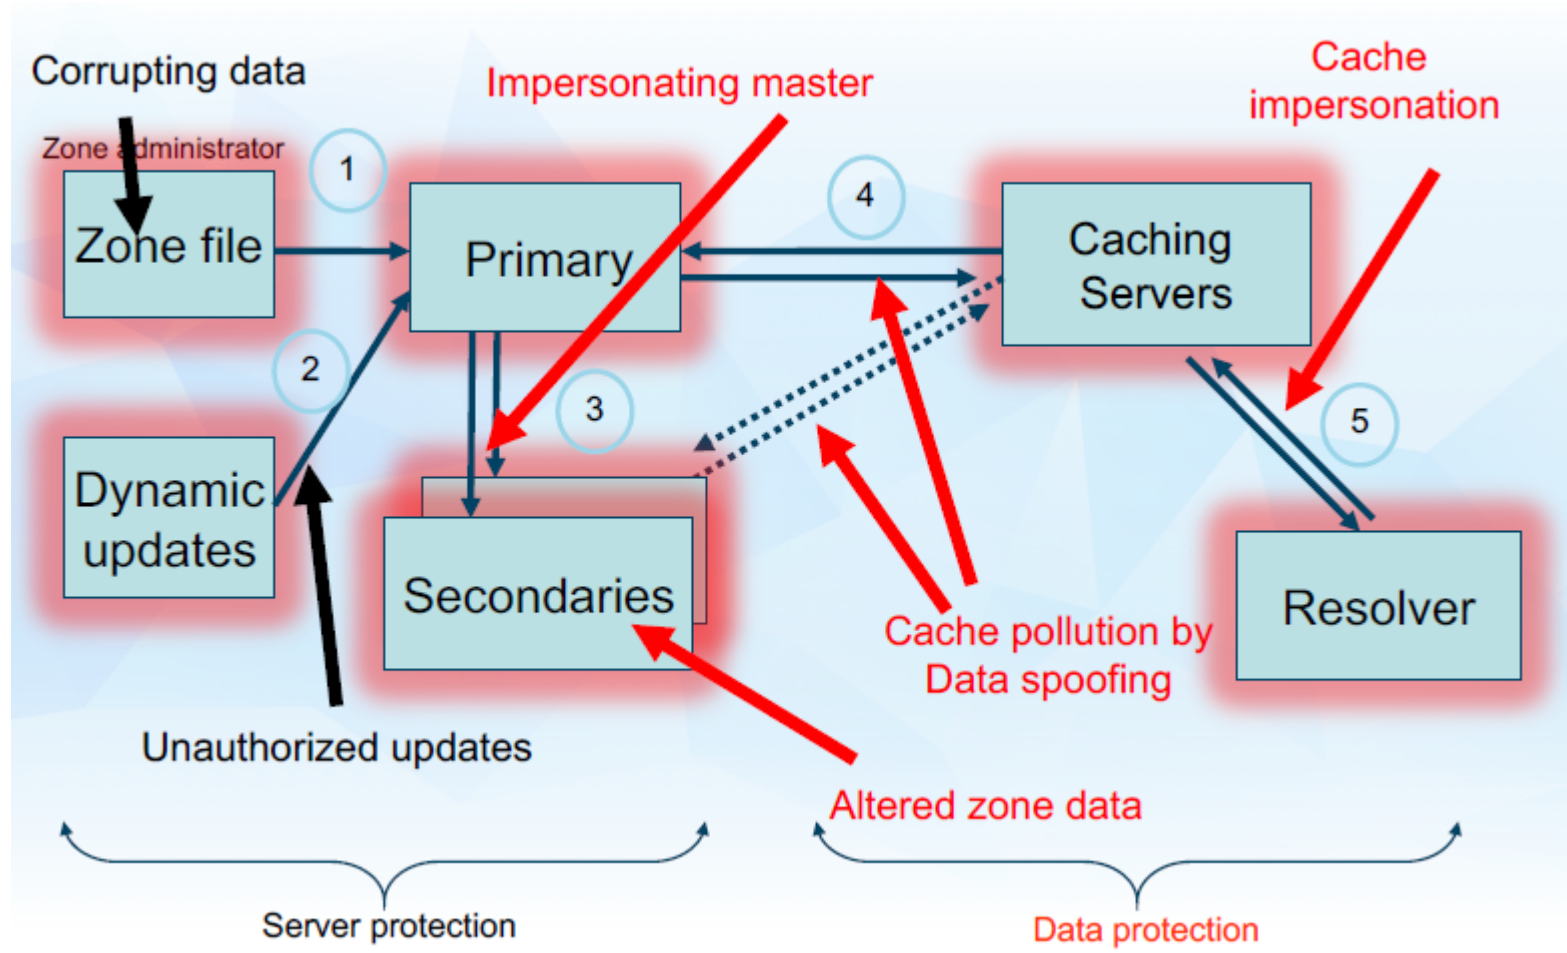 Corrupting data
Impersonating master
Cache
impersonation
Zone administrator
1
4
Zone file
Primary
Caching
Servers
2
3
5
Dynamic
updates
Secondaries
Resolver
Cache pollution by
Data spoofing
Unauthorized updates
Altered zone data
Server protection
Data protection